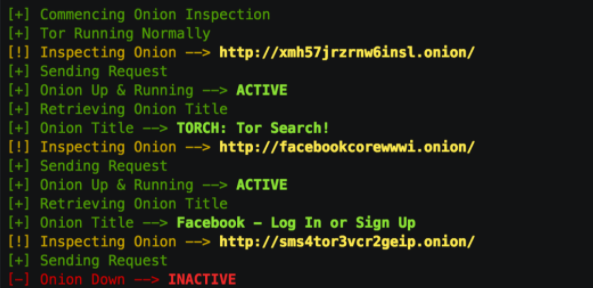 [+] Commencing Onion Inspection
[+] Tor Running Normally
[!] Inspecting Onion --> http://xmh57jrzrnw6insl.onion/
[+] Sending Request
[+] Onion Up & Running --> ACTIVE
[+] Retrieving Onion Title
[+] Onion Title --> TORCH: Tor Search!
[!] Inspecting Onion --> http://facebookcorewwwi.onion/
[+] Sending Request
[+] Onion Up & Running --> ACTIVE
[+] Retrieving Onion Title
[+] Onion Title --> Facebook – Log In or Sign Up
[!] Inspecting Onion --> http://sms4tor3vcr2geip.onion/
[+] Sending Request
[-] Onion Down --> INACTIVE